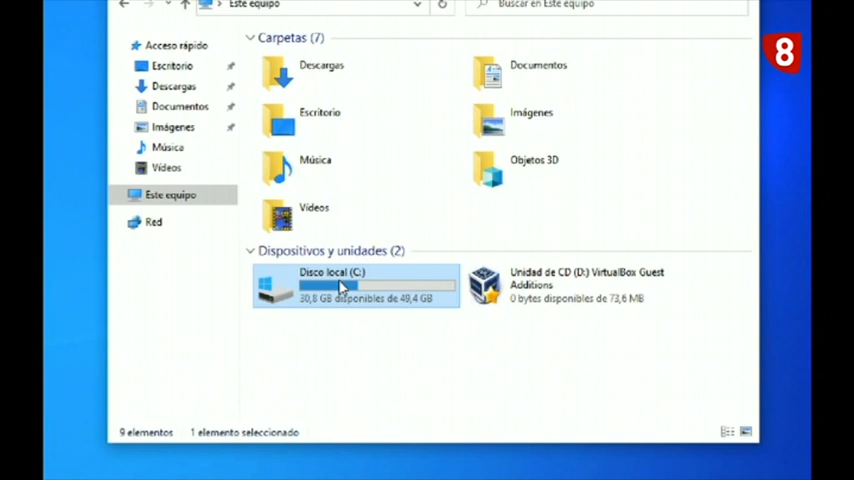 Este equipo
Buscar en Este equipo
Acceso rápido
Escritorio
Descargas
Documentos
Imágenes
Música
Vídeos
Este equipo
Red
Carpetas (7)
Descargas
Documentos
Escritorio
Imágenes
Música
Objetos 3D
Vídeos
Dispositivos y unidades (2)
Disco local (C:)
30,8 GB disponibles de 49,4 GB
Unidad de CD (D:) VirtualBox Guest
Additions
0 bytes disponibles de 73,6 MB
9 elementos
1 elemento seleccionado
8